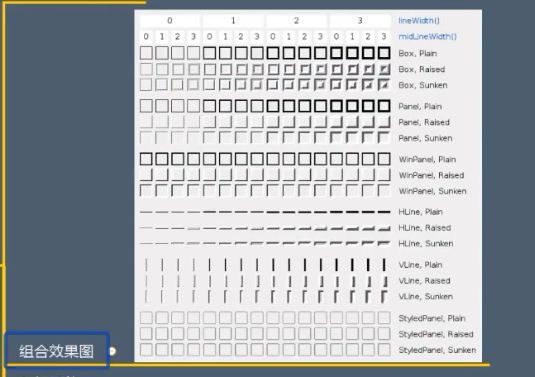 0 1 2 3 lineWidth()
0 1 2 3 0 1 2 3 0 1 2 3 0 1 2 3 midLineWidth()
Box, Plain
Box, Raised
Box, Sunken
Panel, Plain
Panel, Raised
Panel, Sunken
WinPanel, Plain
WinPanel, Raised
WinPanel, Sunken
HLine, Plain
HLine, Raised
HLine, Sunken
VLine, Plain
VLine, Raised
VLine, Sunken
StyledPanel, Plain
StyledPanel, Raised
StyledPanel, Sunken
组合效果图